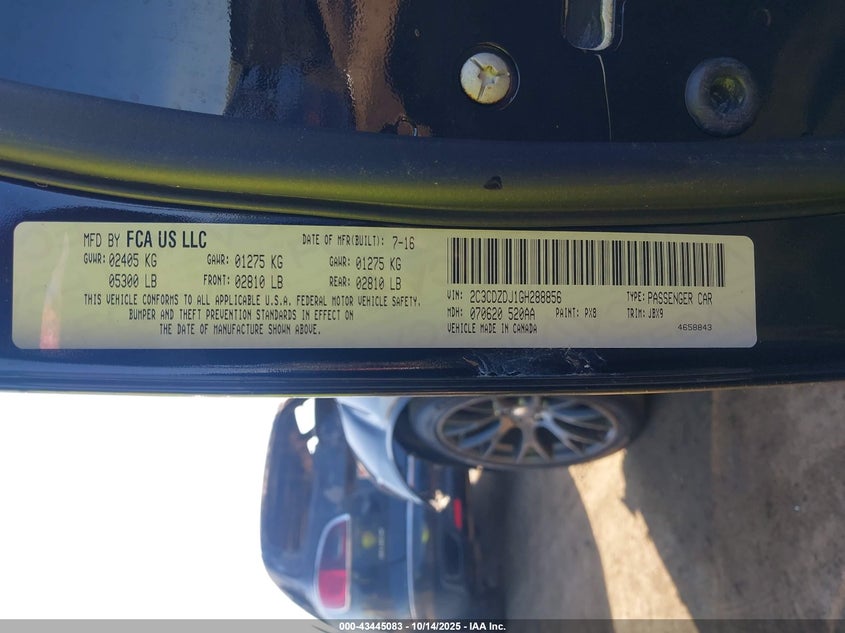 MFD BY FCA US LLC
DATE OF MFR(BUILT): 7-16
GVWR: 02405 KG
GAWR: 01275 KG
GAWR: 01275 KG
05300 LB
FRONT: 02810 LB
REAR: 02810 LB
THIS VEHICLE CONFORMS TO ALL APPLICABLE U.S.A. FEDERAL MOTOR VEHICLE SAFETY,
BUMPER AND THEFT PREVENTION STANDARDS IN EFFECT ON
THE DATE OF MANUFACTURE SHOWN ABOVE.
VIN: 2C3CDZDJ1GH288856
TYPE: PASSENGER CAR
MDH: 070620 520AA
PAINT: PX8
TRIM: JBX9
VEHICLE MADE IN CANADA
4658843
000-43445083 - 10/14/2025 - IAA Inc.